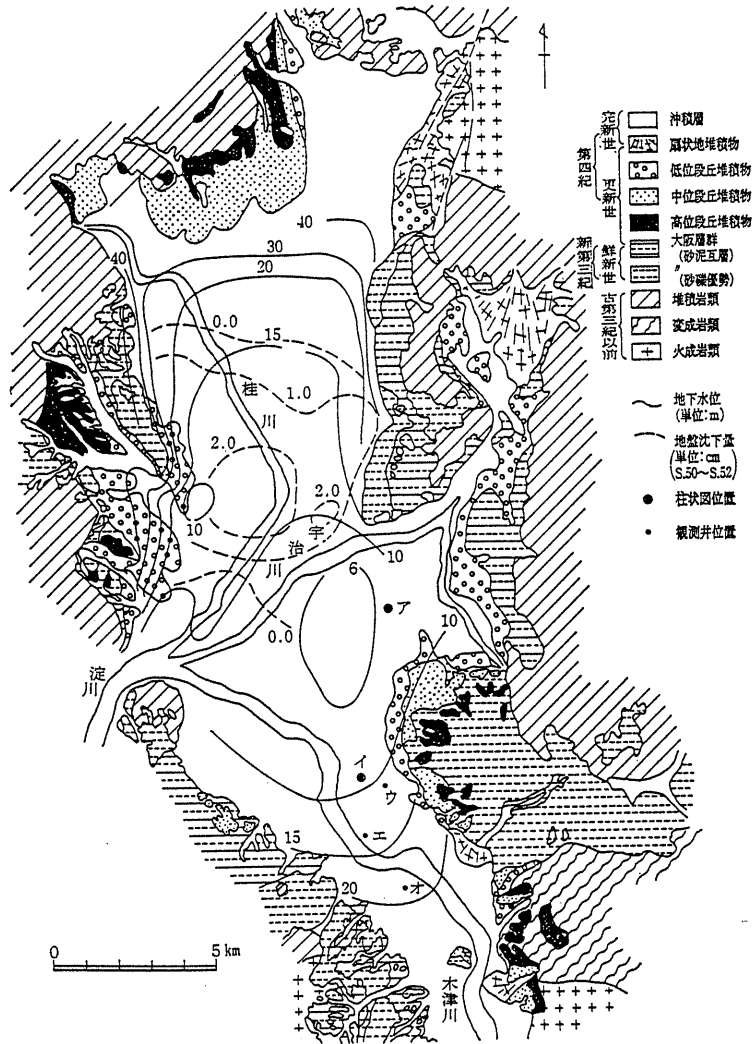 40
30
20
40
0.0
15
1.0
桂
川
2.0
2.0
10
宇
治
川
10
6
ア
0.0
10
淀川
イ
ウ
エ
15
20
オ
0
5 km
木津川
完新世
更新世
第四紀
鮮新世
新第三紀
古第三紀以前
沖積層
扇状地堆積物
低位段丘堆積物
中位段丘堆積物
高位段丘堆積物
大阪層群
(砂泥互層)
〃
(砂礫優勢)
堆積岩類
変成岩類
火成岩類
地下水位
(単位:m)
地盤沈下量
(単位:cm
S.50～S.52)
柱状図位置
観測井位置